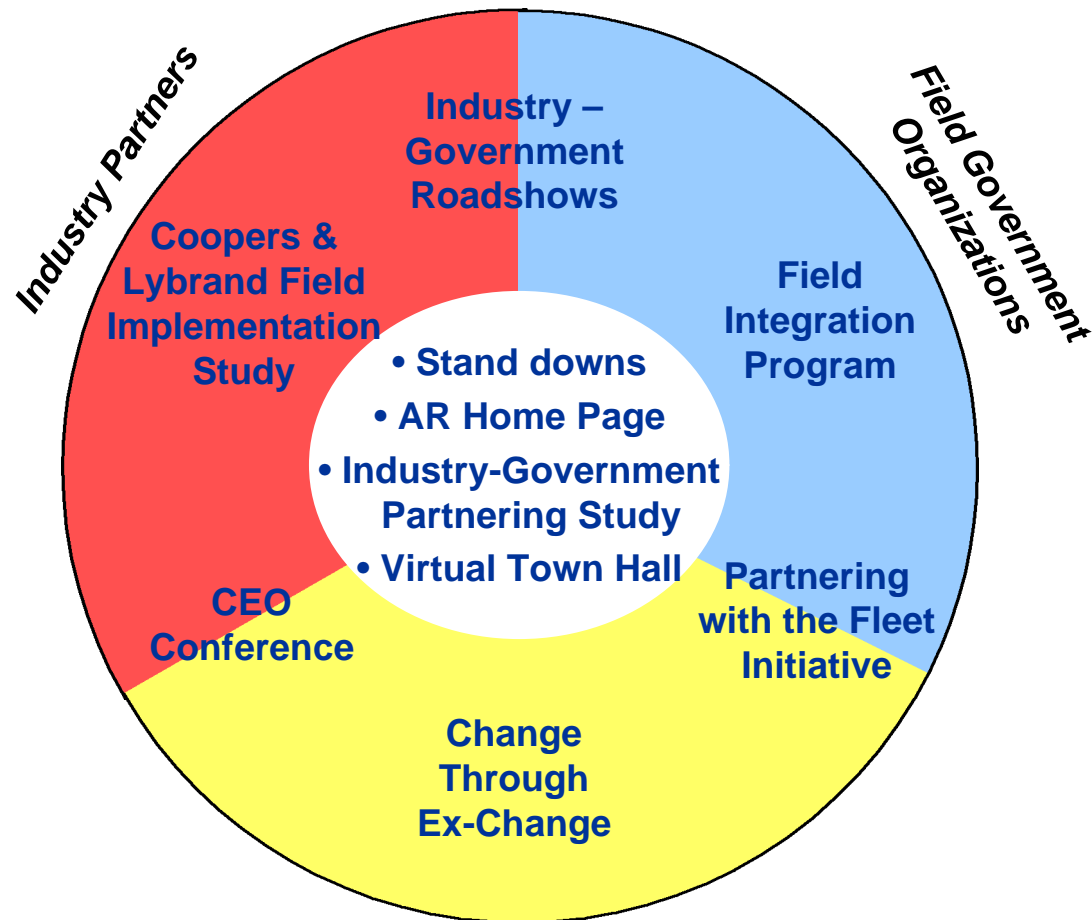 Industry Partners
Field Government
Organizations
Industry –
Government
Roadshows
Coopers &
Lybrand Field
Implementation
Study
Field
Integration
Program
• Stand downs
• AR Home Page
• Industry-Government
Partnering Study
• Virtual Town Hall
CEO
Conference
Partnering
with the Fleet
Initiative
Change
Through
Ex-Change